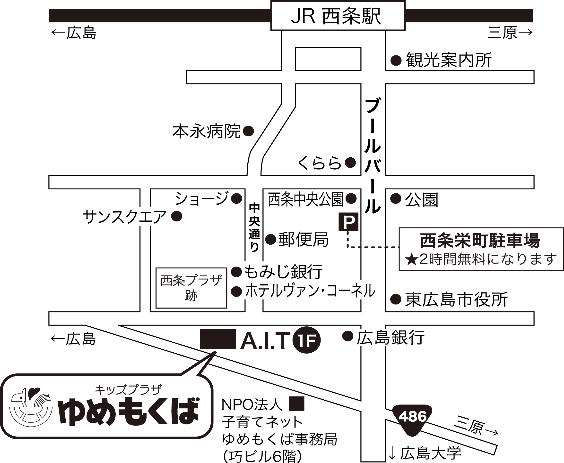 JR 西条駅
←広島
三原→
観光案内所
ブールバール
本永病院
くらら
ショージ
西条中央公園
公園
サンスクエア
中央通り
P
郵便局
西条栄町駐車場
★2時間無料になります
もみじ銀行
西条プラザ
跡
ホテルヴァン・コーネル
東広島市役所
←広島
A.I.T 1F
広島銀行
キッズプラザ
ゆめもくば
NPO法人
子育てネット
ゆめもくば事務局
(巧ビル6階)
486
三原→
↓広島大学